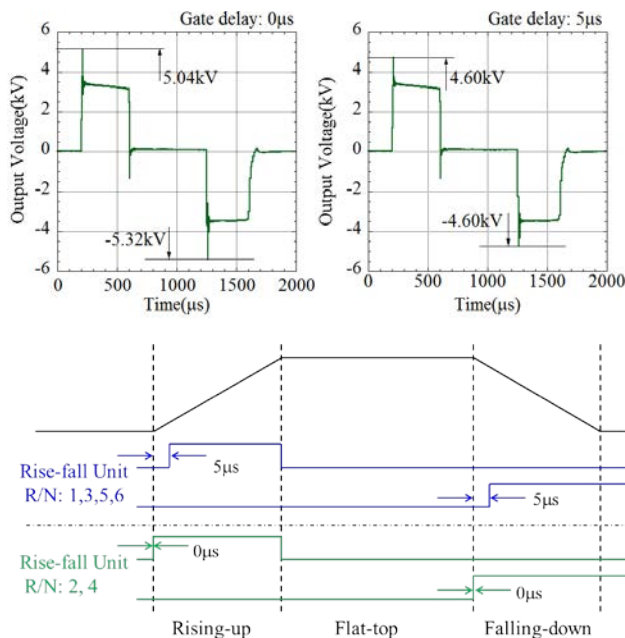 Gate delay: 0μs
6
4
2
0
-2
-4
-6
Output Voltage(kV)
5.04kV
-5.32kV
0
500
1000
1500
2000
Time(μs)
Gate delay: 5μs
6
4
2
0
-2
-4
-6
Output Voltage(kV)
4.60kV
-4.60kV
0
500
1000
1500
2000
Time(μs)
Rise-fall Unit
R/N: 1,3,5,6
5μs
5μs
Rise-fall Unit
R/N: 2, 4
0μs
0μs
Rising-up
Flat-top
Falling-down